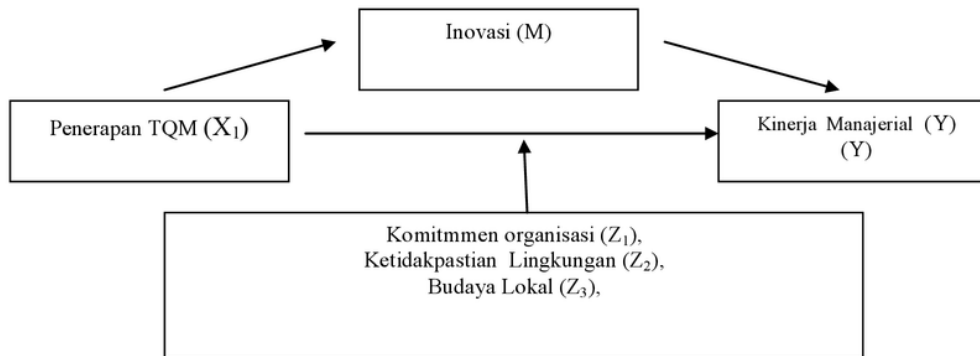 Inovasi (M)
Penerapan TQM (X₁)
Kinerja Manajerial (Y)
(Y)
Komitmmen organisasi (Z₁),
Ketidakpastian Lingkungan (Z₂),
Budaya Lokal (Z₃),